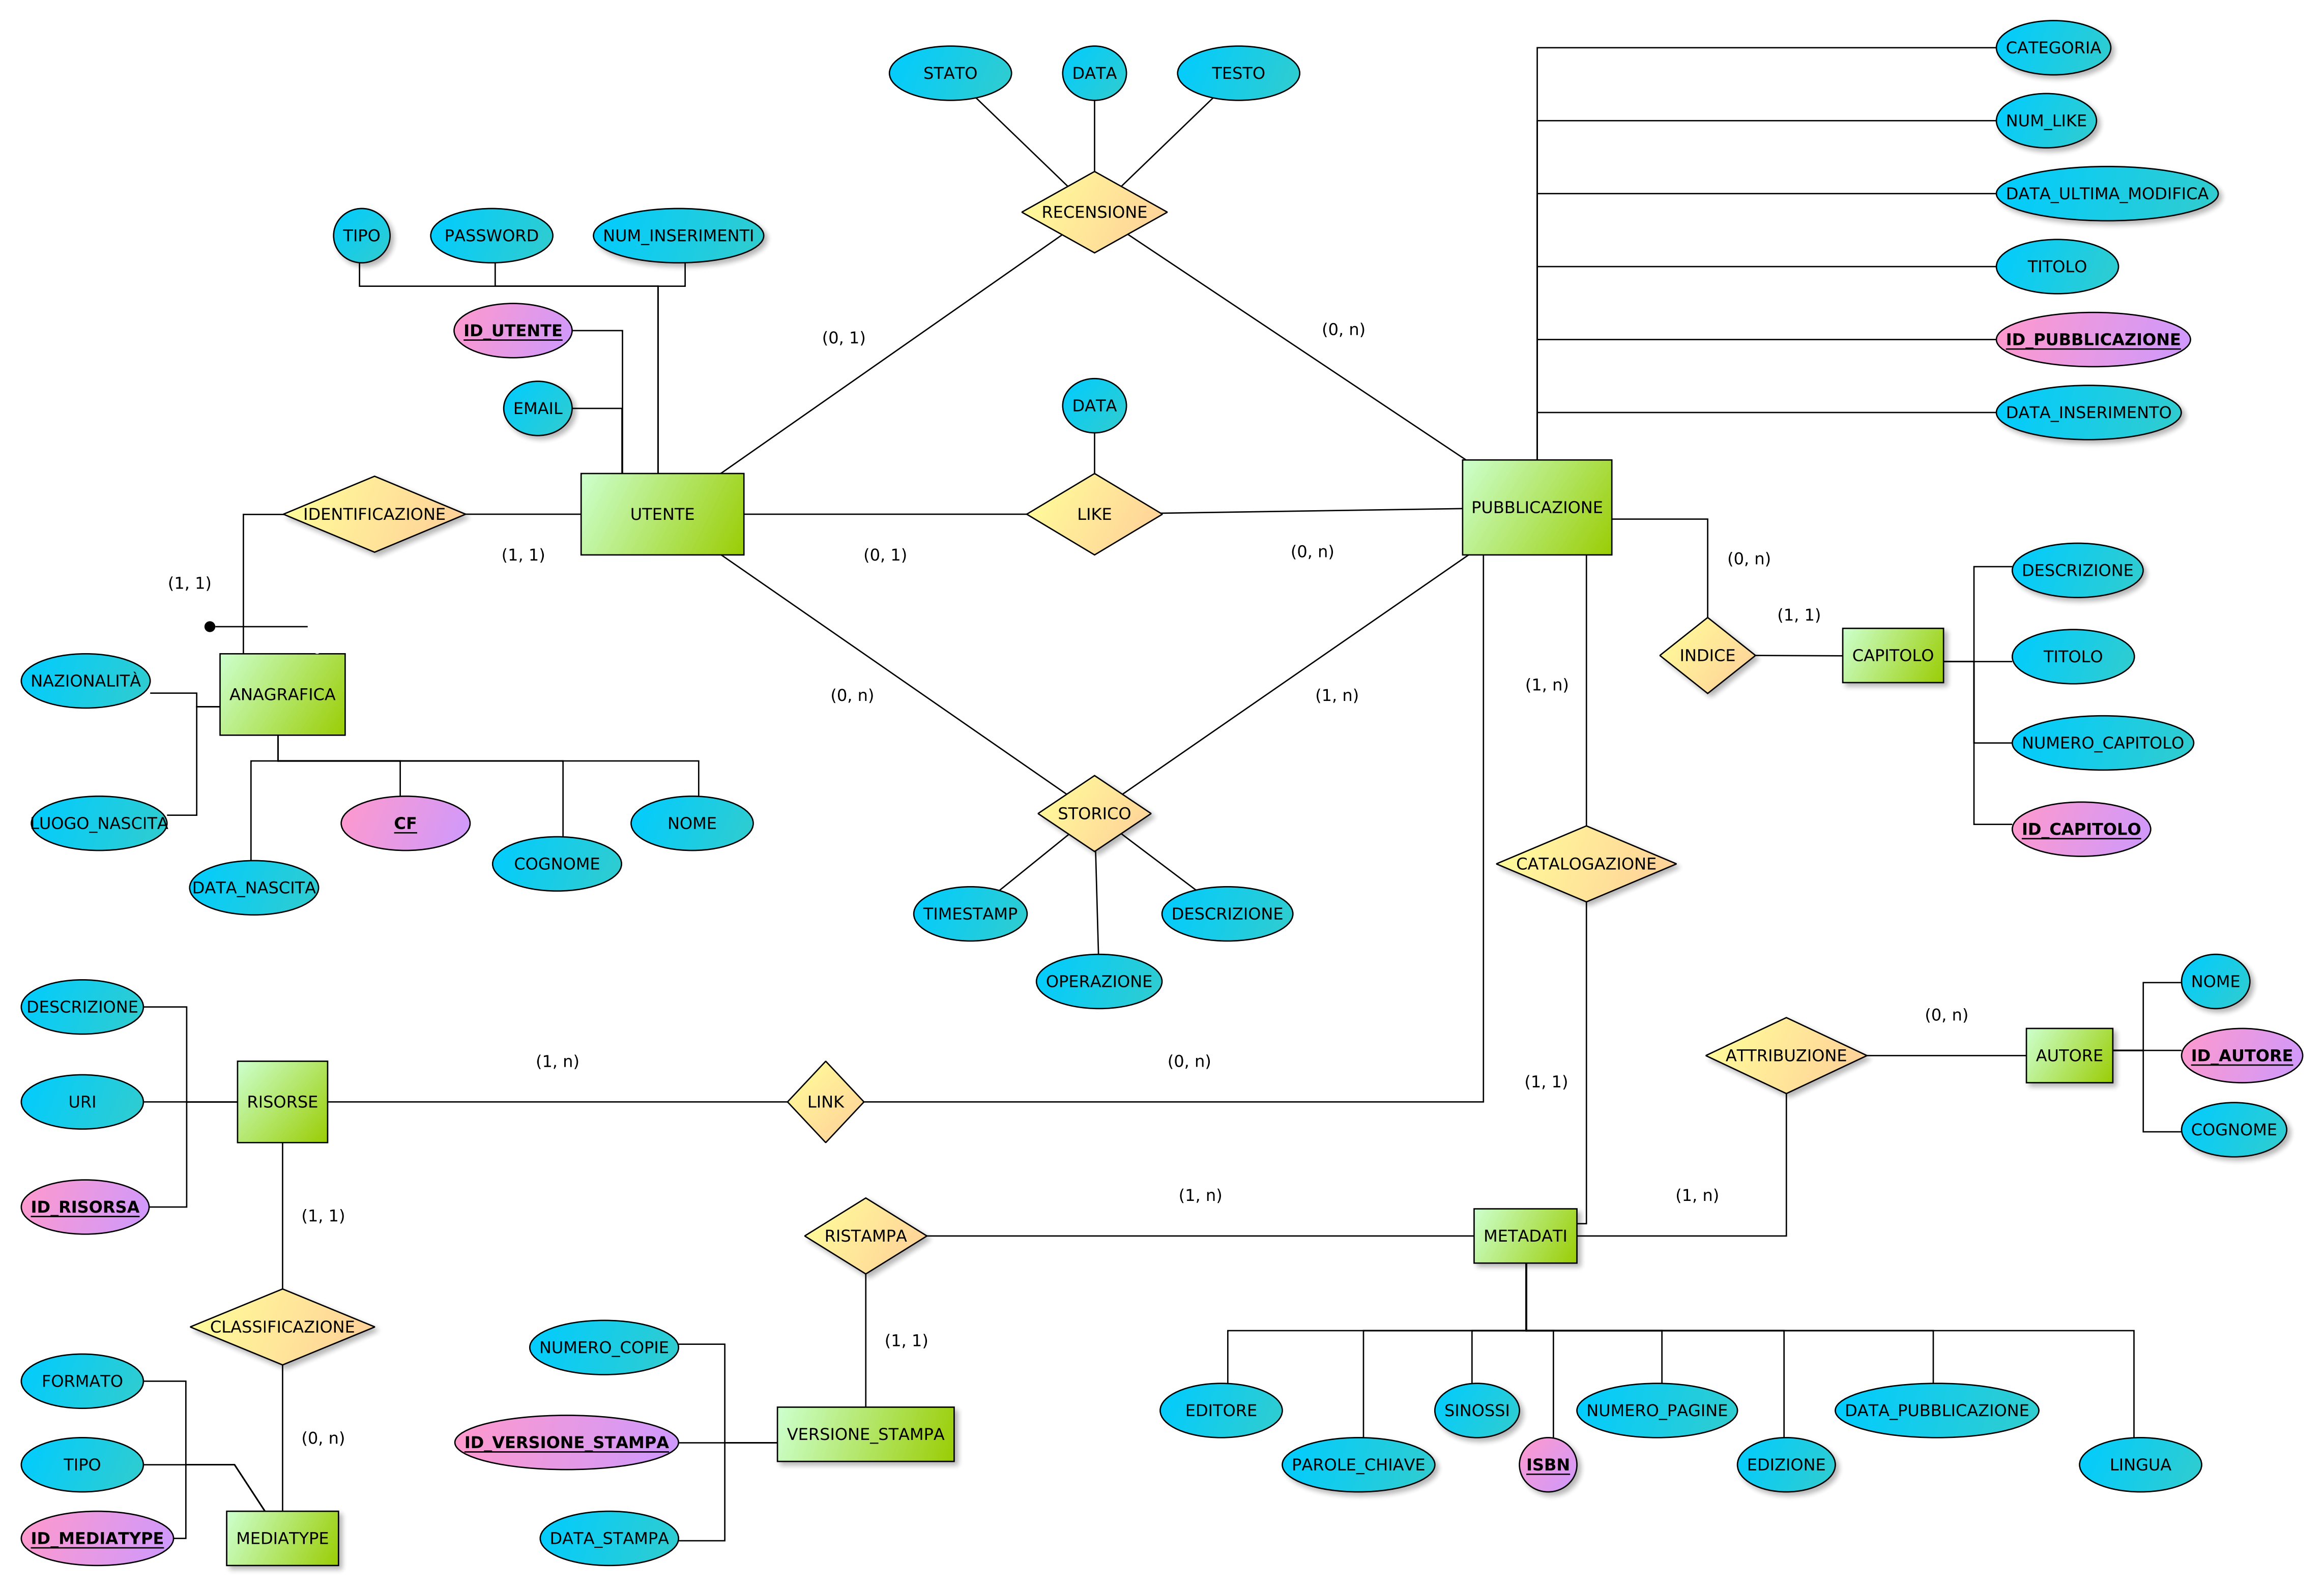 CATEGORIA
STATO
DATA
TESTO
NUM_LIKE
DATA_ULTIMA_MODIFICA
RECENSIONE
TIPO
PASSWORD
NUM_INSERIMENTI
TITOLO
ID_UTENTE
(0, 1)
(0, n)
ID_PUBBLICAZIONE
EMAIL
DATA
DATA_INSERIMENTO
IDENTIFICAZIONE
UTENTE
LIKE
PUBBLICAZIONE
(1, 1)
(0, 1)
(0, n)
(0, n)
DESCRIZIONE
(1, 1)
(1, 1)
INDICE
CAPITOLO
TITOLO
NAZIONALITÀ
ANAGRAFICA
(0, n)
(1, n)
(1, n)
NUMERO_CAPITOLO
LUOGO_NASCITA
CF
NOME
STORICO
ID_CAPITOLO
COGNOME
CATALOGAZIONE
DATA_NASCITA
TIMESTAMP
DESCRIZIONE
OPERAZIONE
NOME
DESCRIZIONE
(0, n)
(1, n)
(0, n)
ATTRIBUZIONE
AUTORE
ID_AUTORE
(1, 1)
URI
RISORSE
LINK
COGNOME
ID_RISORSA
(1, 1)
(1, n)
(1, n)
RISTAMPA
METADATI
CLASSIFICAZIONE
NUMERO_COPIE
(1, 1)
FORMATO
EDITORE
SINOSSI
NUMERO_PAGINE
DATA_PUBBLICAZIONE
(0, n)
ID_VERSIONE_STAMPA
VERSIONE_STAMPA
TIPO
PAROLE_CHIAVE
ISBN
EDIZIONE
LINGUA
ID_MEDIATYPE
MEDIATYPE
DATA_STAMPA